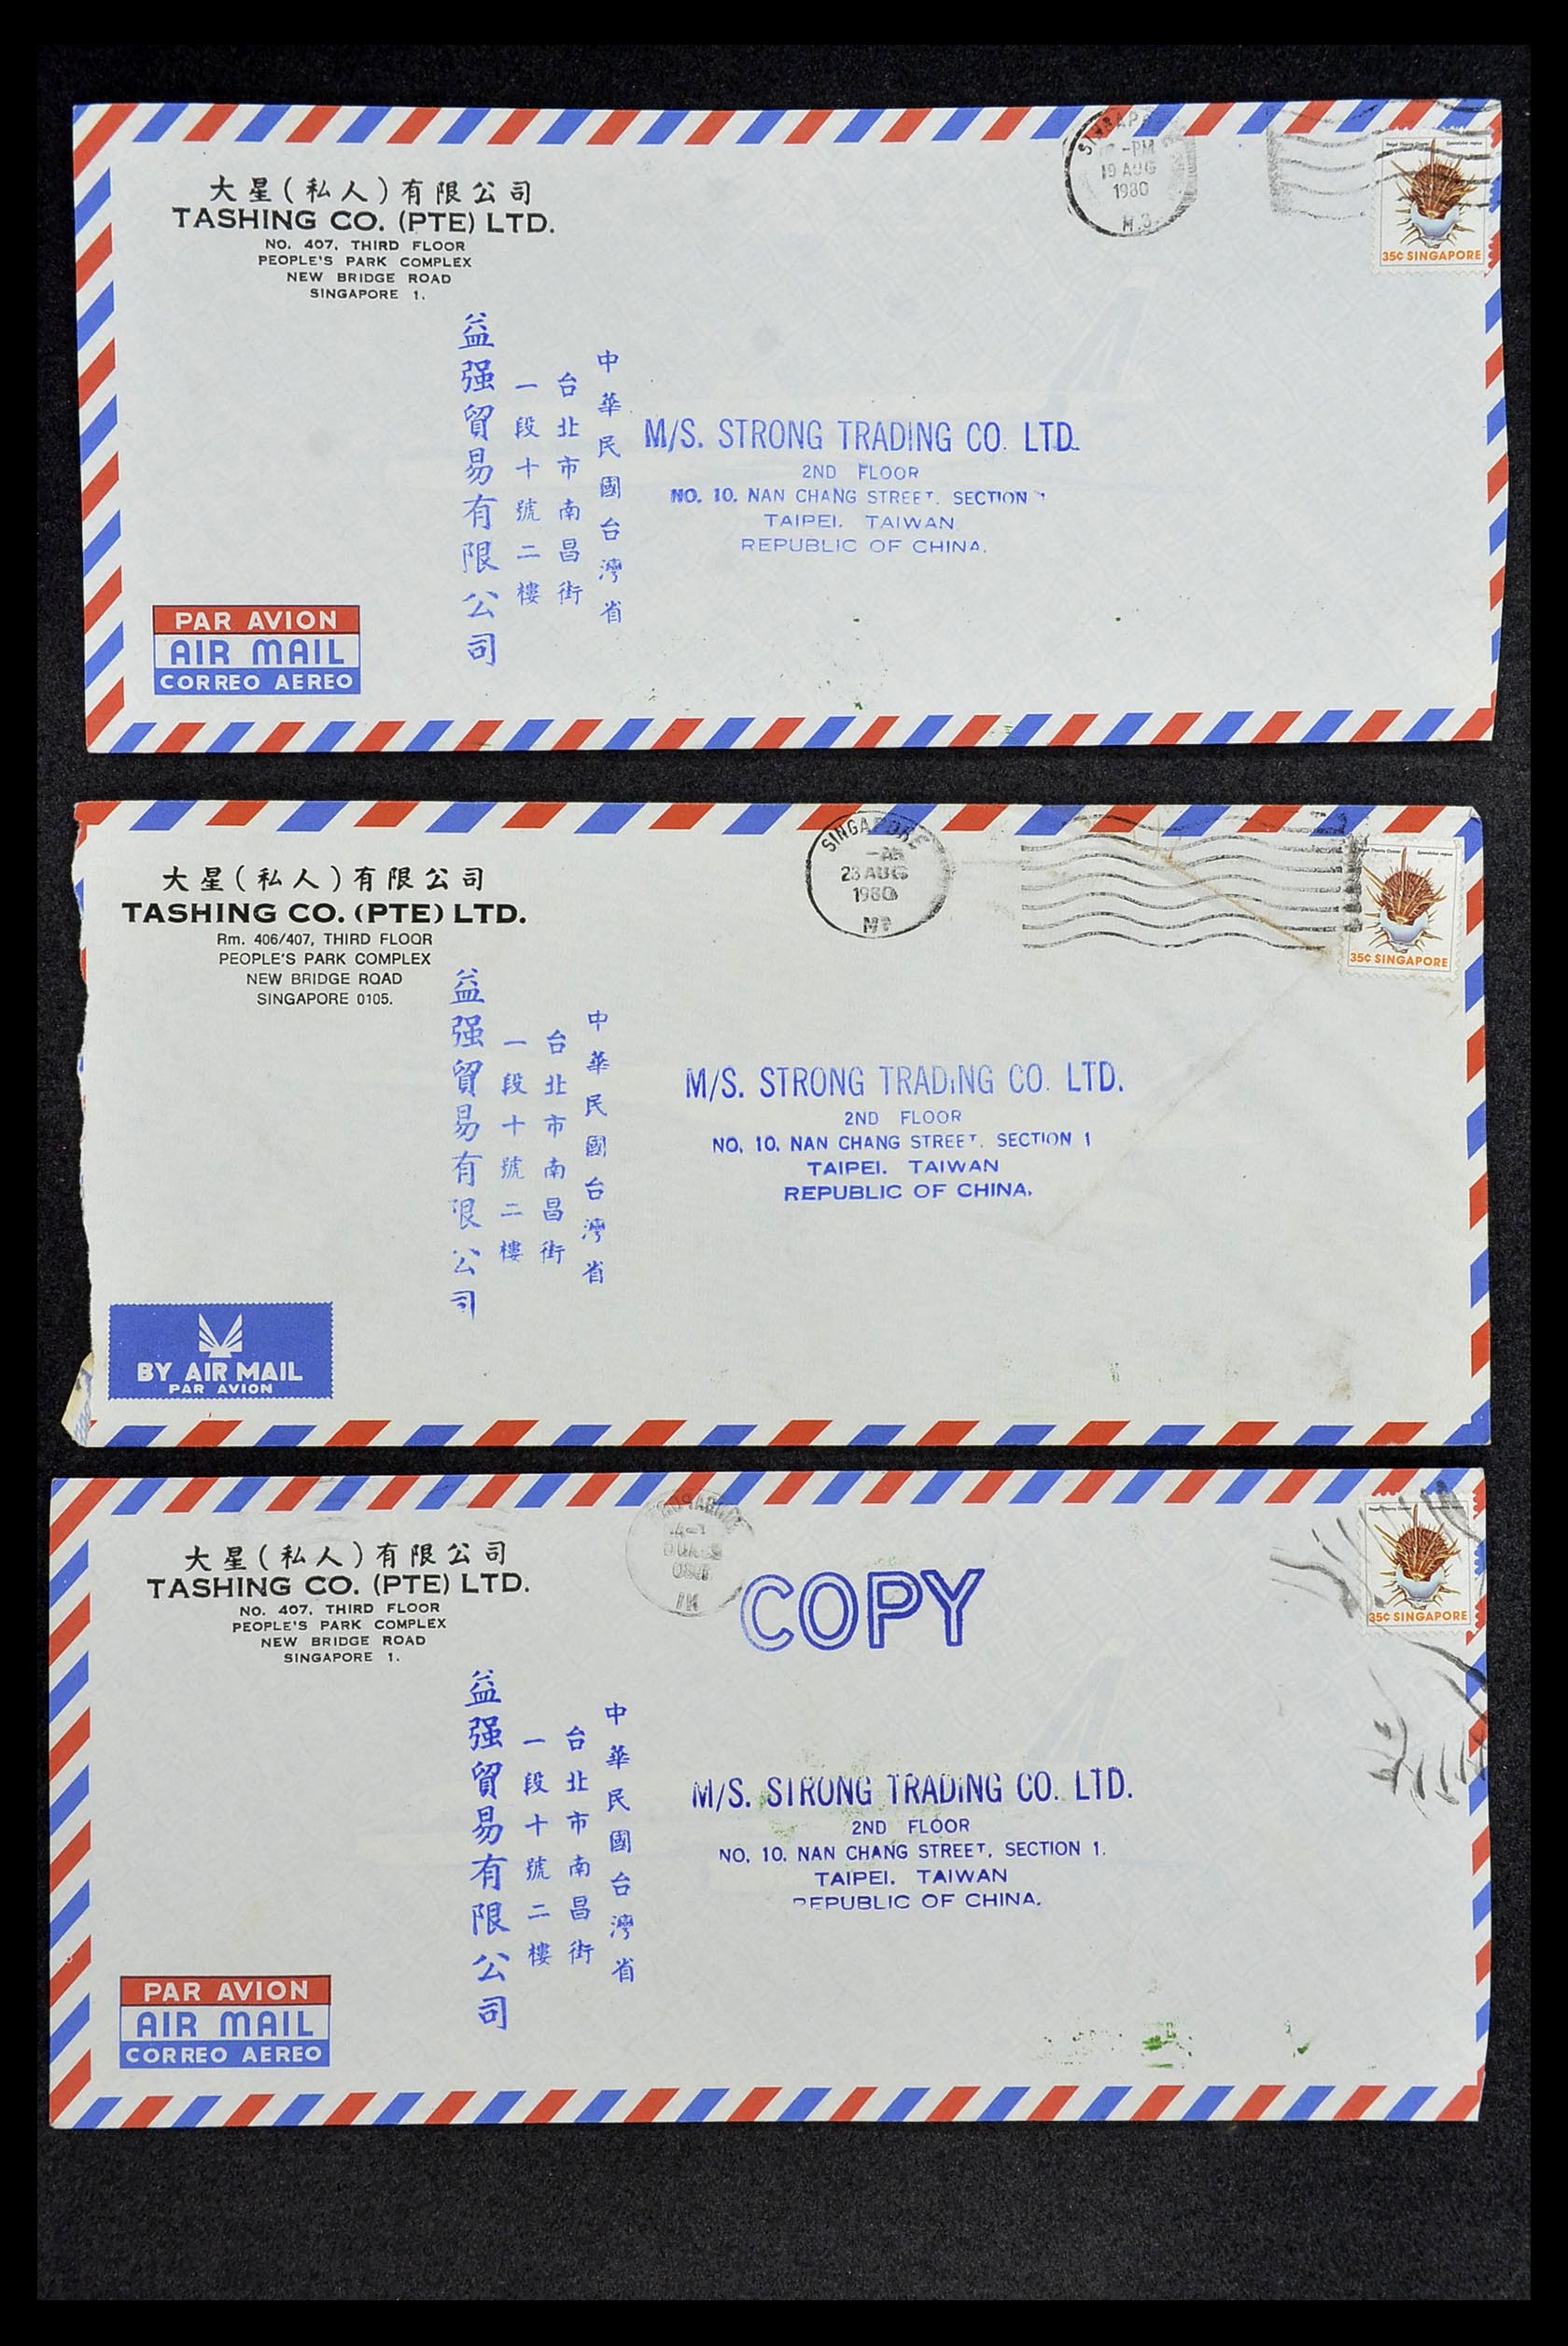 大星(私人)有限公司
TASHING CO. (PTE) LTD.
NO. 407, THIRD FLOOR
PEOPLE'S PARK COMPLEX
NEW BRIDGE ROAD
SINGAPORE 1.
-PM
19 AUG
1980
35¢ SINGAPORE
中華民國台灣省
台北市南昌街
一段十號二樓
益强貿易有限公司
M/S. STRONG TRADING CO. LTD.
2ND FLOOR
NO. 10. NAN CHANG STREET. SECTION 1
TAIPEI. TAIWAN
REPUBLIC OF CHINA.
PAR AVION
AIR MAIL
CORREO AEREO
大星(私人)有限公司
TASHING CO. (PTE) LTD.
Rm. 406/407, THIRD FLOOR
PEOPLE'S PARK COMPLEX
NEW BRIDGE ROAD
SINGAPORE 0105.
SINGAPORE
23 AUG
1980
35¢ SINGAPORE
中華民國台灣省
台北市南昌街
一段十號二樓
益强貿易有限公司
M/S. STRONG TRADING CO. LTD.
2ND FLOOR
NO. 10. NAN CHANG STREET. SECTION 1
TAIPEI. TAIWAN
REPUBLIC OF CHINA.
BY AIR MAIL
PAR AVION
大星(私人)有限公司
TASHING CO. (PTE) LTD.
NO. 407, THIRD FLOOR
PEOPLE'S PARK COMPLEX
NEW BRIDGE ROAD
SINGAPORE 1.
COPY
35¢ SINGAPORE
中華民國台灣省
台北市南昌街
一段十號二樓
益强貿易有限公司
M/S. STRONG TRADING CO. LTD.
2ND FLOOR
NO. 10. NAN CHANG STREET, SECTION 1.
TAIPEI. TAIWAN
REPUBLIC OF CHINA.
PAR AVION
AIR MAIL
CORREO AEREO